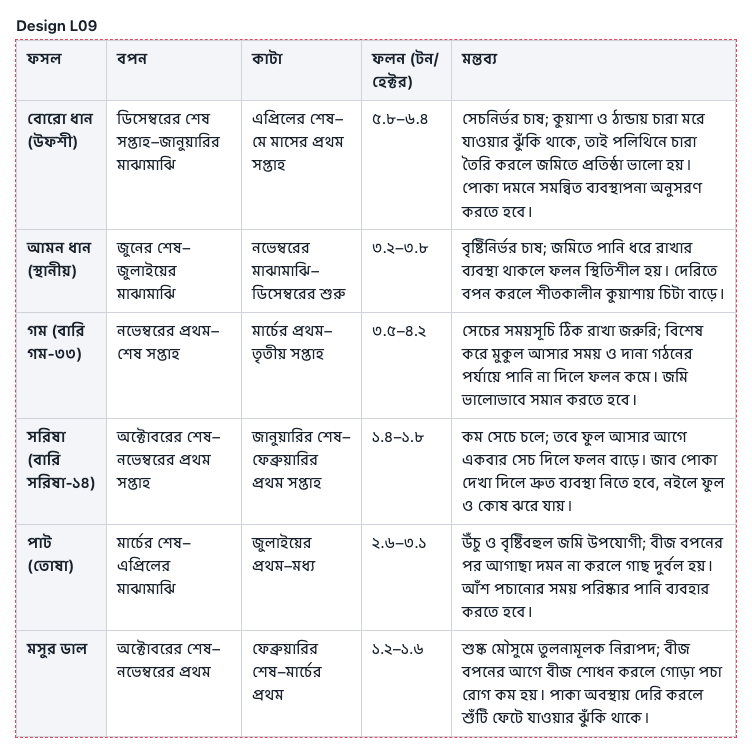 Design L09
ফসল
বপন
কাটা
ফলন (টন/
হেক্টর)
মন্তব্য
বোরো ধান
(উফশী)
ডিসেম্বরের শেষ
সপ্তাহ–জানুয়ারির
মাঝামাঝি
এপ্রিলের শেষ–
মে মাসের প্রথম
সপ্তাহ
৫.৮–৬.৪
সেচনির্ভর চাষ; কুয়াশা ও ঠান্ডায় চারা মরে
যাওয়ার ঝুঁকি থাকে, তাই পলিথিনে চারা
তৈরি করলে জমিতে প্রতিষ্ঠা ভালো হয়।
পোকা দমনে সমন্বিত ব্যবস্থাপনা অনুসরণ
করতে হবে।
আমন ধান
(স্থানীয়)
জুনের শেষ–
জুলাইয়ের
মাঝামাঝি
নভেম্বরের
মাঝামাঝি–
ডিসেম্বরের শুরু
৩.২–৩.৮
বৃষ্টিনির্ভর চাষ; জমিতে পানি ধরে রাখার
ব্যবস্থা থাকলে ফলন স্থিতিশীল হয়। দেরিতে
বপন করলে শীতকালীন কুয়াশায় চিটা বাড়ে।
গম (বারি
গম-৩৩)
নভেম্বরের প্রথম–
শেষ সপ্তাহ
মার্চের প্রথম–
তৃতীয় সপ্তাহ
৩.৫–৪.২
সেচের সময়সূচি ঠিক রাখা জরুরি; বিশেষ
করে মুকুল আসার সময় ও দানা গঠনের
পর্যায়ে পানি না দিলে ফলন কমে। জমি
ভালোভাবে সমান করতে হবে।
সরিষা
(বারি
সরিষা-১৪)
অক্টোবরের শেষ–
নভেম্বরের প্রথম
সপ্তাহ
জানুয়ারির শেষ–
ফেব্রুয়ারির
প্রথম সপ্তাহ
১.৪–১.৮
কম সেচে চলে; তবে ফুল আসার আগে
একবার সেচ দিলে ফলন বাড়ে। জাব পোকা
দেখা দিলে দ্রুত ব্যবস্থা নিতে হবে, নইলে ফুল
ও কোষ ঝরে যায়।
পাট
(তোষা)
মার্চের শেষ–
এপ্রিলের
মাঝামাঝি
জুলাইয়ের
প্রথম–মধ্য
২.৬–৩.১
উঁচু ও বৃষ্টিবহুল জমি উপযোগী; বীজ বপনের
পর আগাছা দমন না করলে গাছ দুর্বল হয়।
আঁশ পচানোর সময় পরিষ্কার পানি ব্যবহার
করতে হবে।
মসুর ডাল
অক্টোবরের শেষ–
নভেম্বরের প্রথম
ফেব্রুয়ারির
শেষ–মার্চের
প্রথম
১.২–১.৬
শুষ্ক মৌসুমে তুলনামূলক নিরাপদ; বীজ
বপনের আগে বীজ শোধন করলে গোড়া পচা
রোগ কম হয়। পাকা অবস্থায় দেরি করলে
শুঁটি ফেটে যাওয়ার ঝুঁকি থাকে।